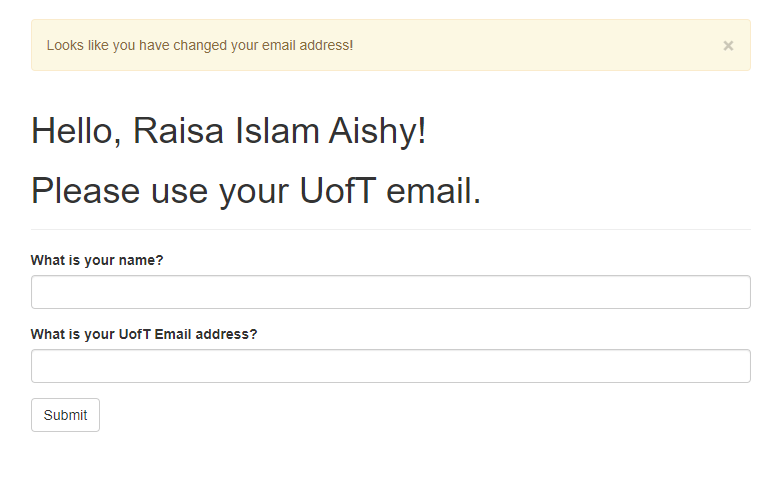 Looks like you have changed your email address!
×
Hello, Raisa Islam Aishy!
Please use your UofT email.
What is your name?
What is your UofT Email address?
Submit